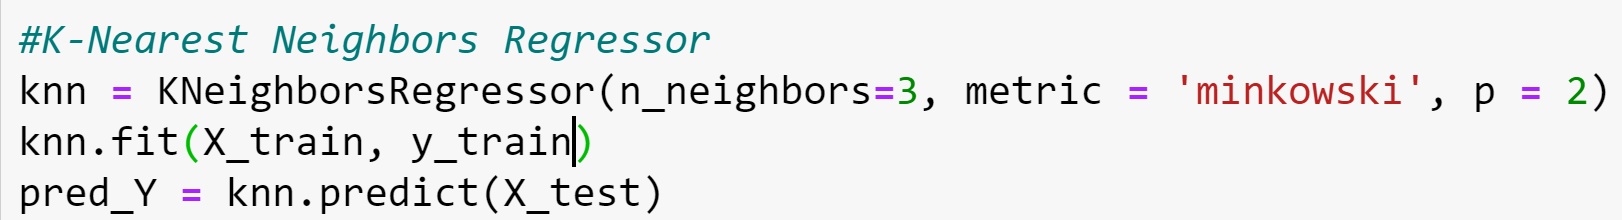 #K-Nearest Neighbors Regressor
knn = KNeighborsRegressor(n_neighbors=3, metric = 'minkowski', p = 2)
knn.fit(X_train, y_train)
pred_Y = knn.predict(X_test)